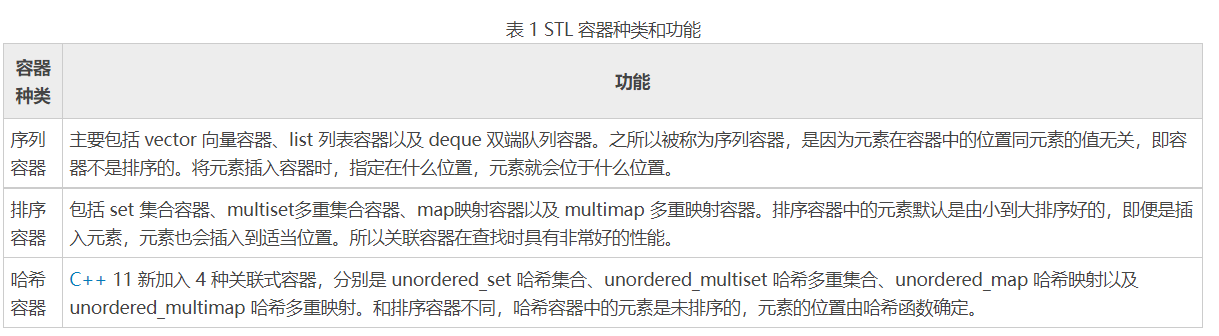 表 1 STL 容器种类和功能
容器
种类
功能
序列
容器
主要包括 vector 向量容器、list 列表容器以及 deque 双端队列容器。之所以被称为序列容器，是因为元素在容器中的位置同元素的值无关，即容
器不是排序的。将元素插入容器时，指定在什么位置，元素就会位于什么位置。
排序
容器
包括 set 集合容器、multiset多重集合容器、map映射容器以及 multimap 多重映射容器。排序容器中的元素默认是由小到大排序好的，即便是插
入元素，元素也会插入到适当位置。所以关联容器在查找时具有非常好的性能。
哈希
容器
C++ 11 新加入 4 种关联式容器，分别是 unordered_set 哈希集合、unordered_multiset 哈希多重集合、unordered_map 哈希映射以及
unordered_multimap 哈希多重映射。和排序容器不同，哈希容器中的元素是未排序的，元素的位置由哈希函数确定。